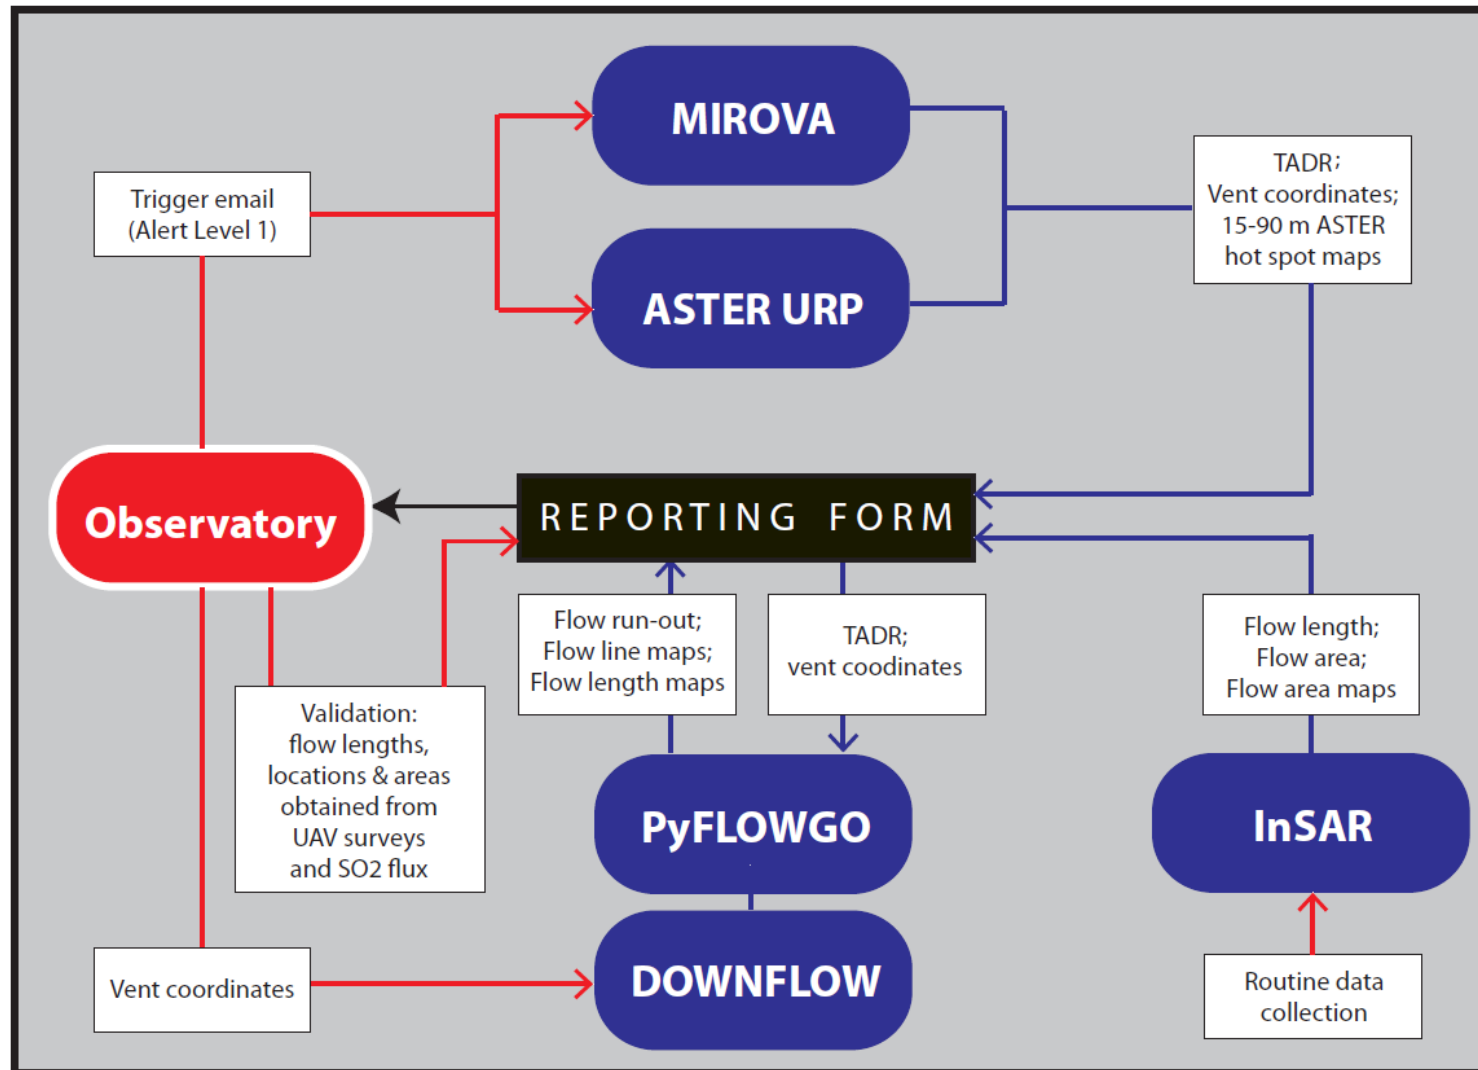 MIROVA
Trigger email
(Alert Level 1)
TADR;
Vent coordinates;
15-90 m ASTER
hot spot maps
ASTER URP
Observatory
REPORTING FORM
Flow run-out;
Flow line maps;
Flow length maps
TADR;
vent coodinates
Flow length;
Flow area;
Flow area maps
Validation:
flow lengths,
locations & areas
obtained from
UAV surveys
and SO2 flux
PyFLOWGO
InSAR
Vent coordinates
DOWNFLOW
Routine data
collection